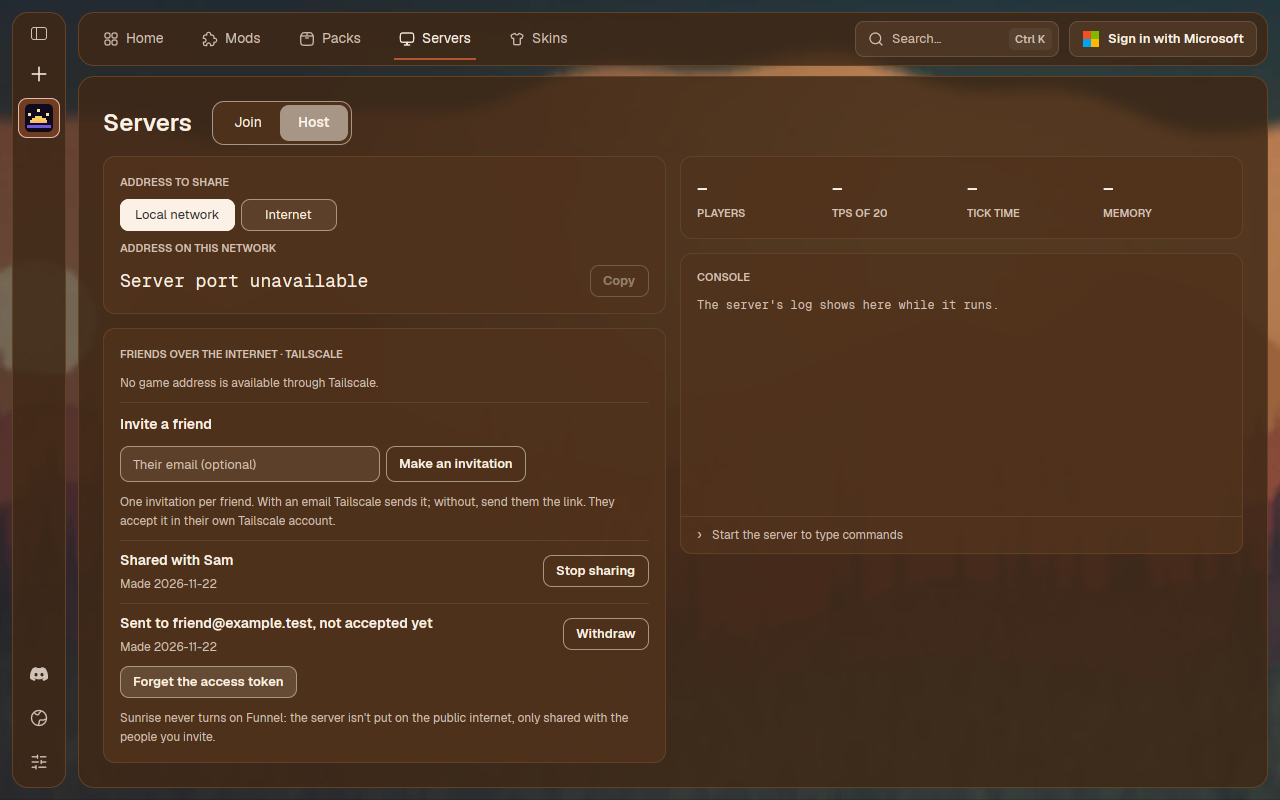 Home
Mods
Packs
Servers
Skins
Search...
Ctrl K
Sign in with Microsoft
Servers
Join
Host
ADDRESS TO SHARE
Local network
Internet
ADDRESS ON THIS NETWORK
Server port unavailable
Copy
FRIENDS OVER THE INTERNET · TAILSCALE
No game address is available through Tailscale.
Invite a friend
Their email (optional)
Make an invitation
One invitation per friend. With an email Tailscale sends it; without, send them the link. They
accept it in their own Tailscale account.
Shared with Sam
Made 2026-11-22
Stop sharing
Sent to friend@example.test, not accepted yet
Made 2026-11-22
Withdraw
Forget the access token
Sunrise never turns on Funnel: the server isn't put on the public internet, only shared with the
people you invite.
– – – –
PLAYERS
TPS OF 20
TICK TIME
MEMORY
CONSOLE
The server's log shows here while it runs.
› Start the server to type commands